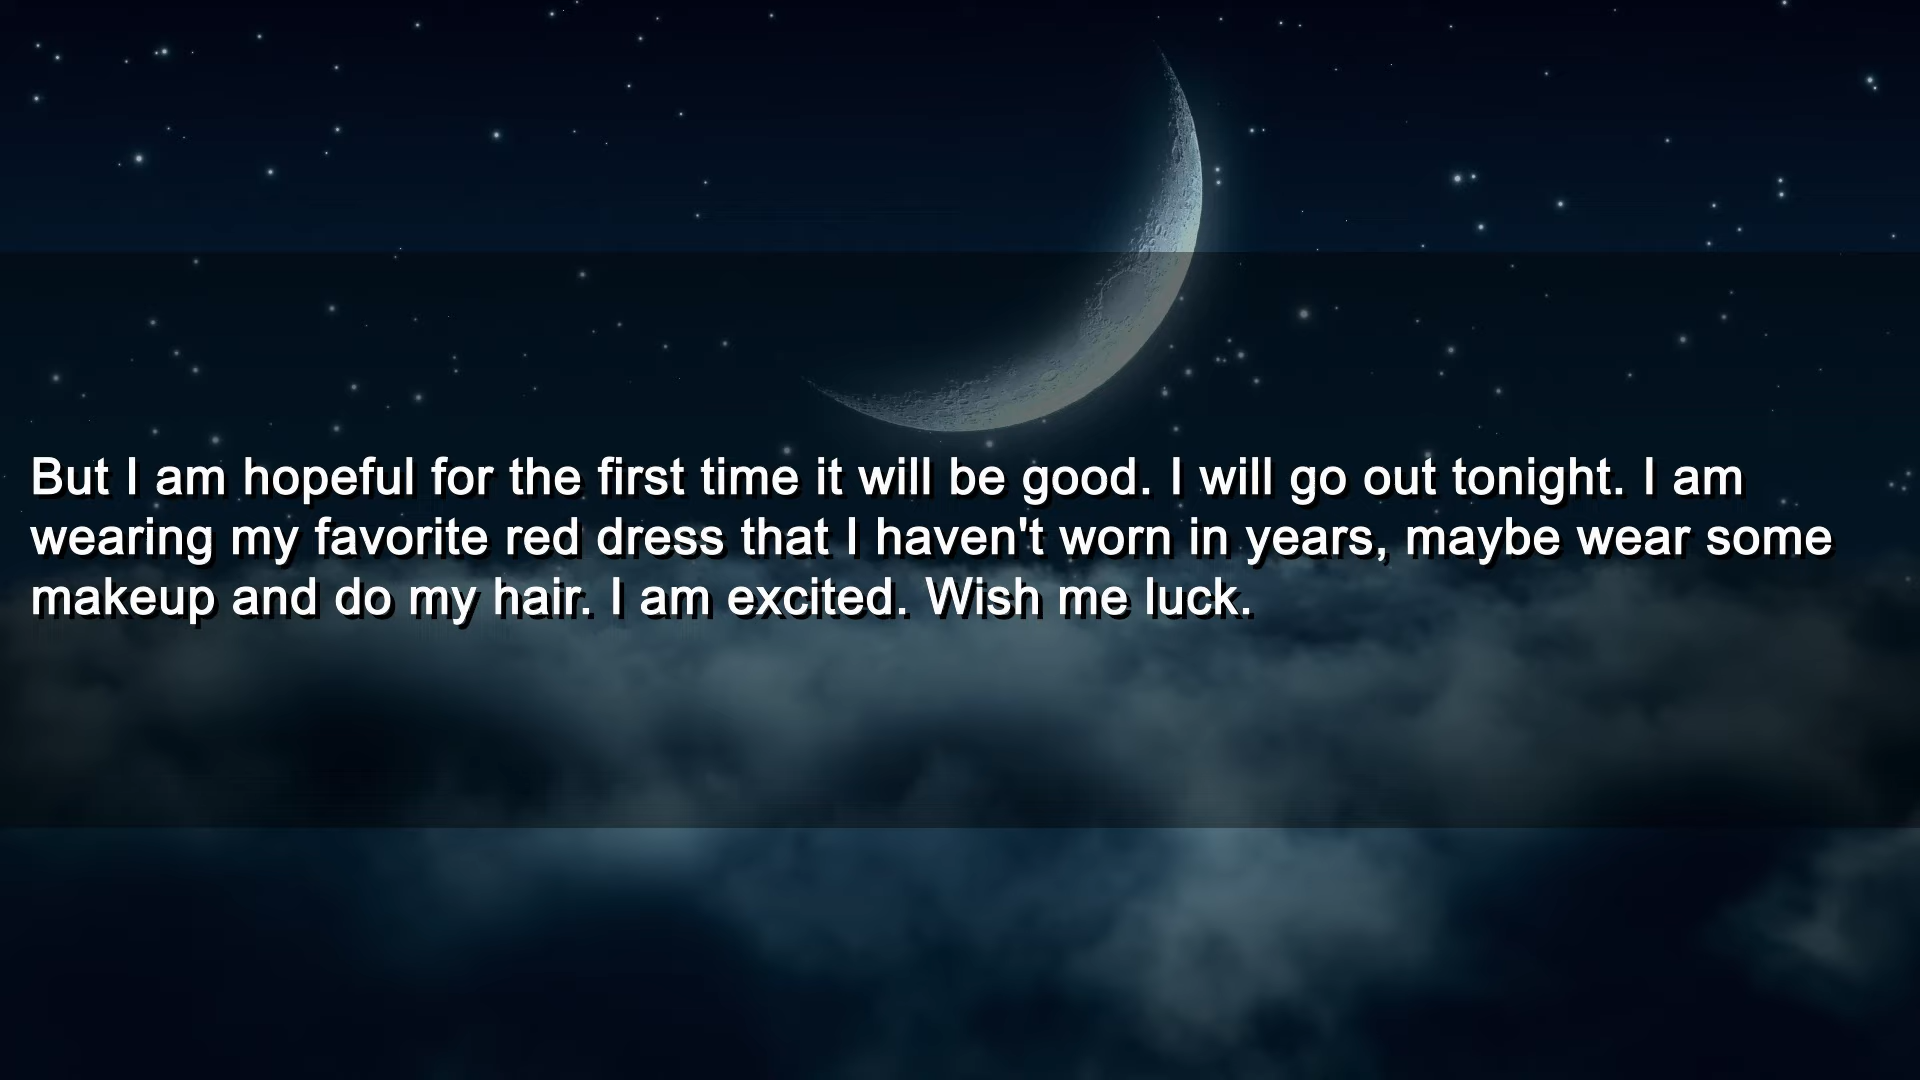 But I am hopeful for the first time it will be good. I will go out tonight. I am
wearing my favorite red dress that I haven't worn in years, maybe wear some
makeup and do my hair. I am excited. Wish me luck.